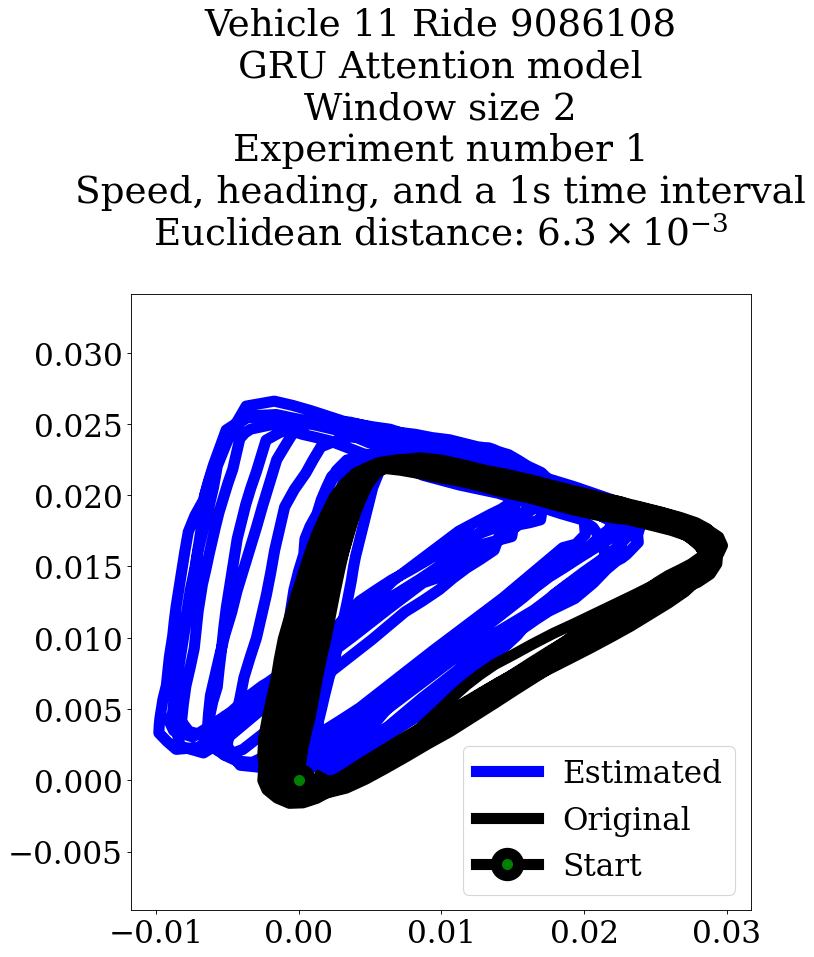 Vehicle 11 Ride 9086108
GRU Attention model
Window size 2
Experiment number 1
Speed, heading, and a 1s time interval
Euclidean distance: 6.3 × 10⁻³
0.030
0.025
0.020
0.015
0.010
0.005
0.000
−0.005
−0.01 0.00 0.01 0.02 0.03
Estimated
Original
Start